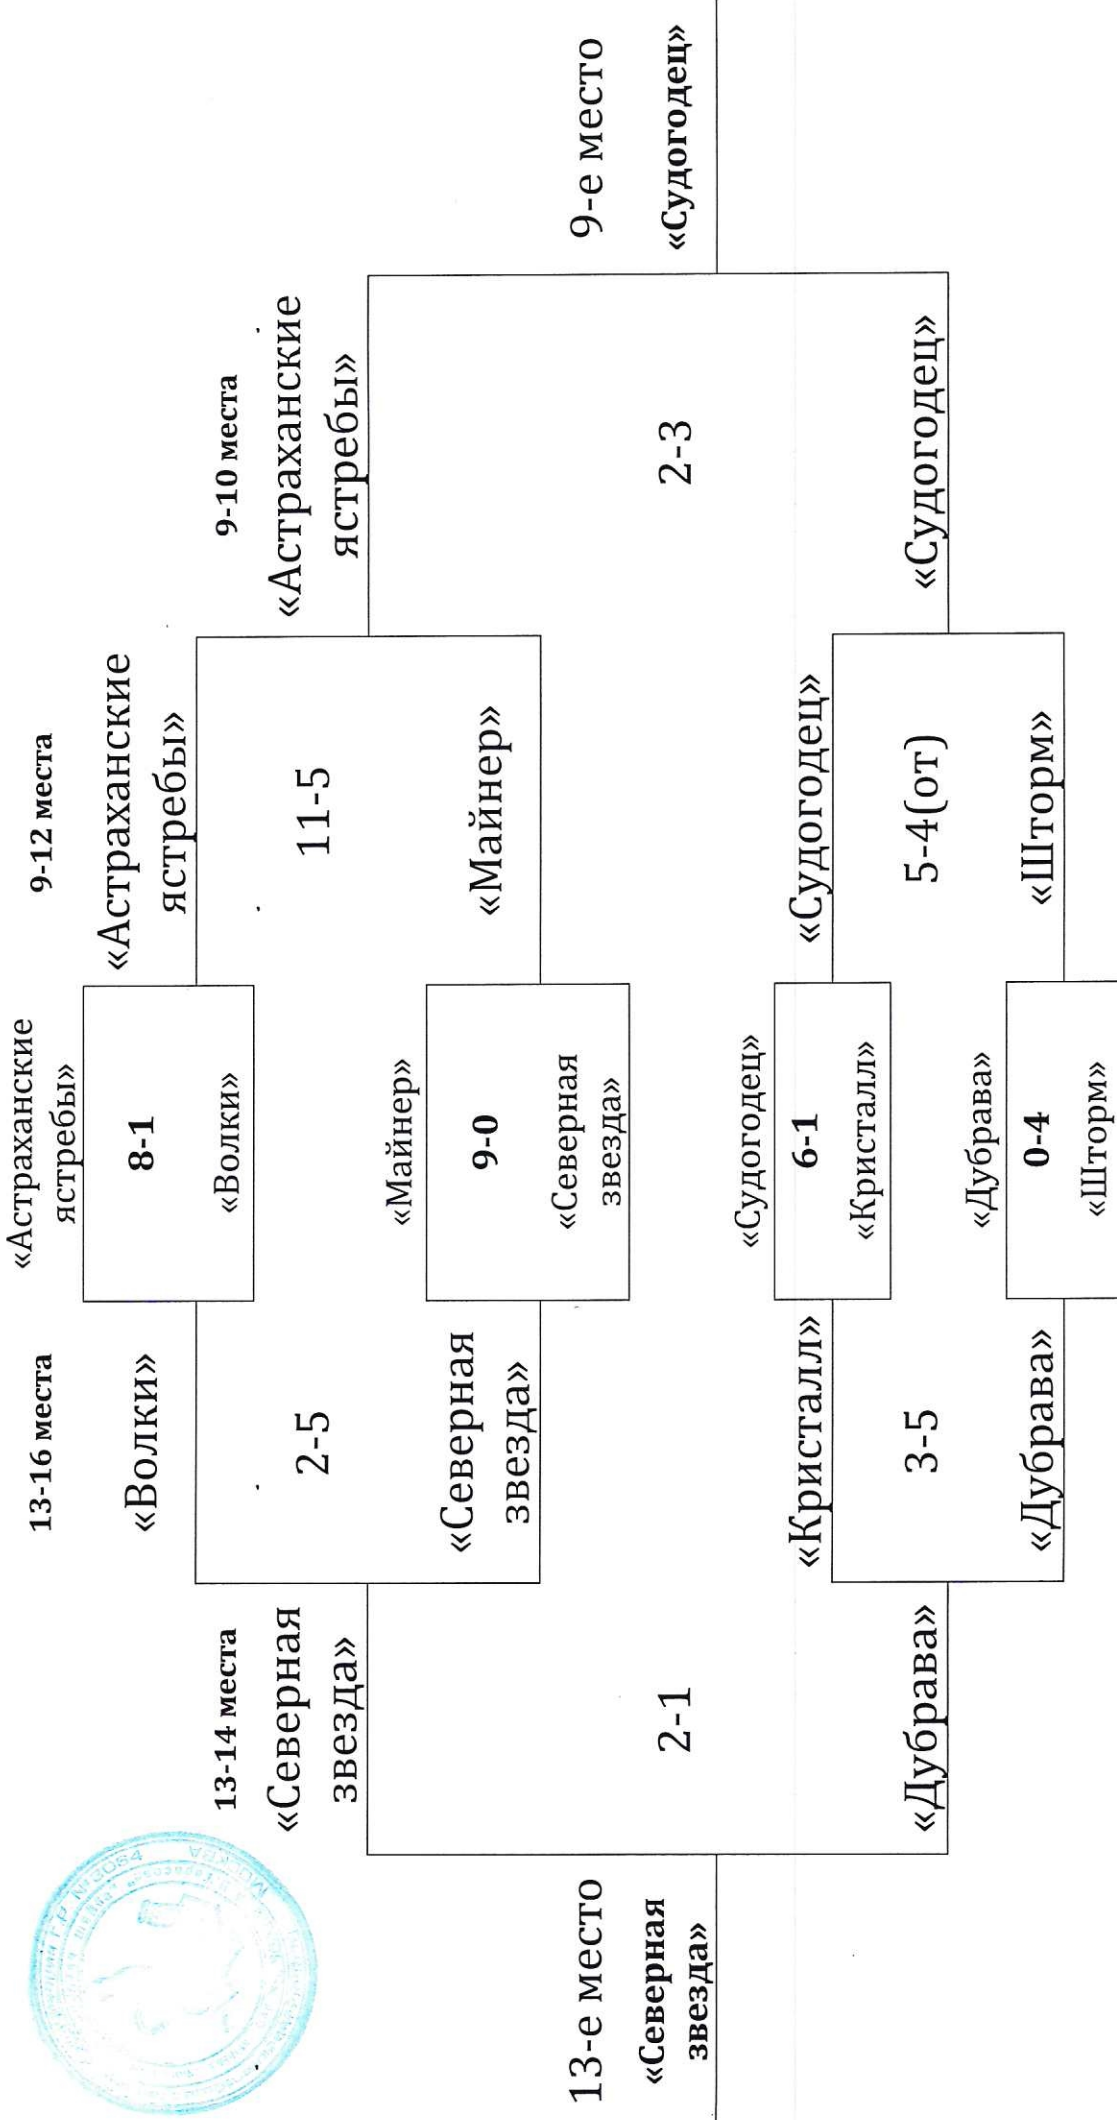 13-16 места
9-12 места
13-14 места
9-10 места
«Астраханские
ястребы»
8-1
«Волки»
«Майнер»
9-0
«Северная
звезда»
«Судогодец»
6-1
«Кристалл»
«Дубрава»
0-4
«Шторм»
«Волки»
2-5
«Северная
звезда»
«Кристалл»
3-5
«Дубрава»
«Северная
звезда»
2-1
«Дубрава»
13-е место
«Северная
звезда»
«Астраханские
ястребы»
11-5
«Майнер»
«Судогодец»
5-4(от)
«Шторм»
«Астраханские
ястребы»
2-3
«Судогодец»
9-е место
«Судогодец»
МОСКВА